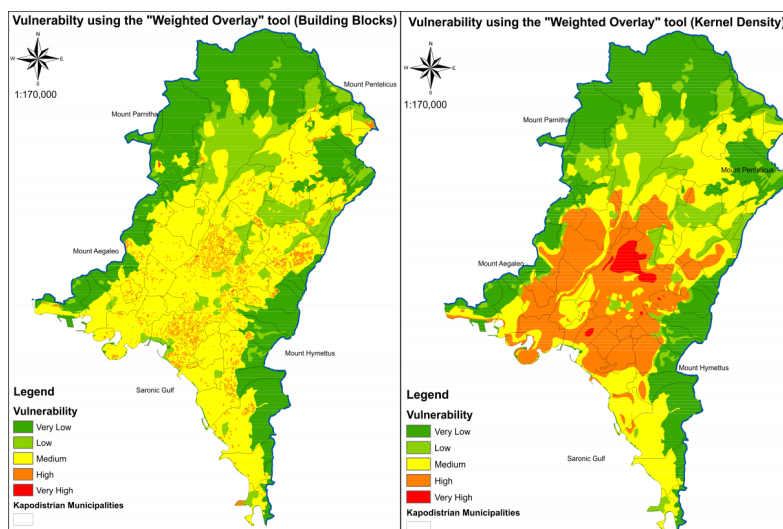 Vulnerability using the "Weighted Overlay" tool (Building Blocks)
N
W E
S
1:170,000
Mount Pentelicus
Mount Parnitha
Mount Aegaleo
Mount Hymettus
Saronic Gulf
Legend
Vulnerability
Very Low
Low
Medium
High
Very High
Kapodistrian Municipalities
Vulnerability using the "Weighted Overlay" tool (Kernel Density)
N
W E
S
1:170,000
Mount Parnitha
Mount Pentelicus
Mount Aegaleo
Mount Hymettus
Saronic Gulf
Legend
Vulnerability
Very Low
Low
Medium
High
Very High
Kapodistrian Municipalities